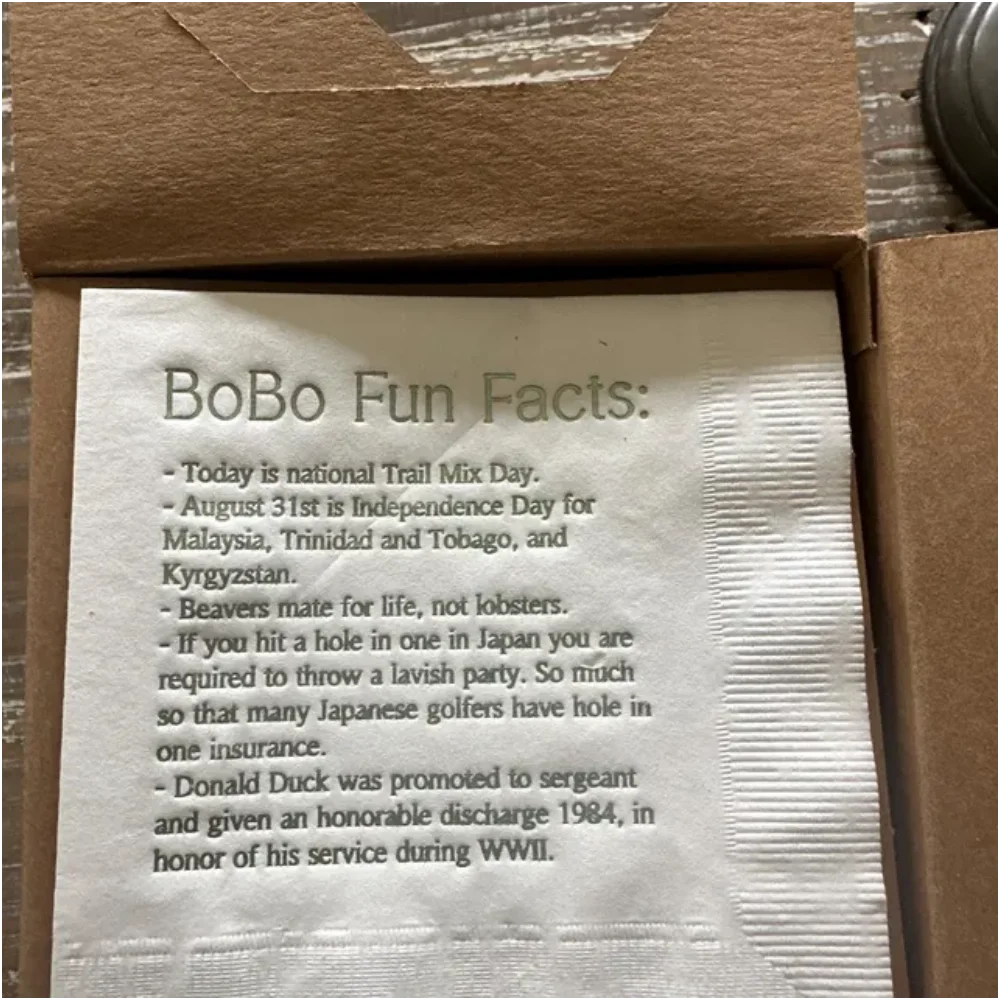 BoBo Fun Facts:
- Today is national Trail Mix Day.
- August 31st is Independence Day for
Malaysia, Trinidad and Tobago, and
Kyrgyzstan.
- Beavers mate for life, not lobsters.
- If you hit a hole in one in Japan you are
required to throw a lavish party. So much
so that many Japanese golfers have hole in
one insurance.
- Donald Duck was promoted to sergeant
and given an honorable discharge 1984, in
honor of his service during WWII.